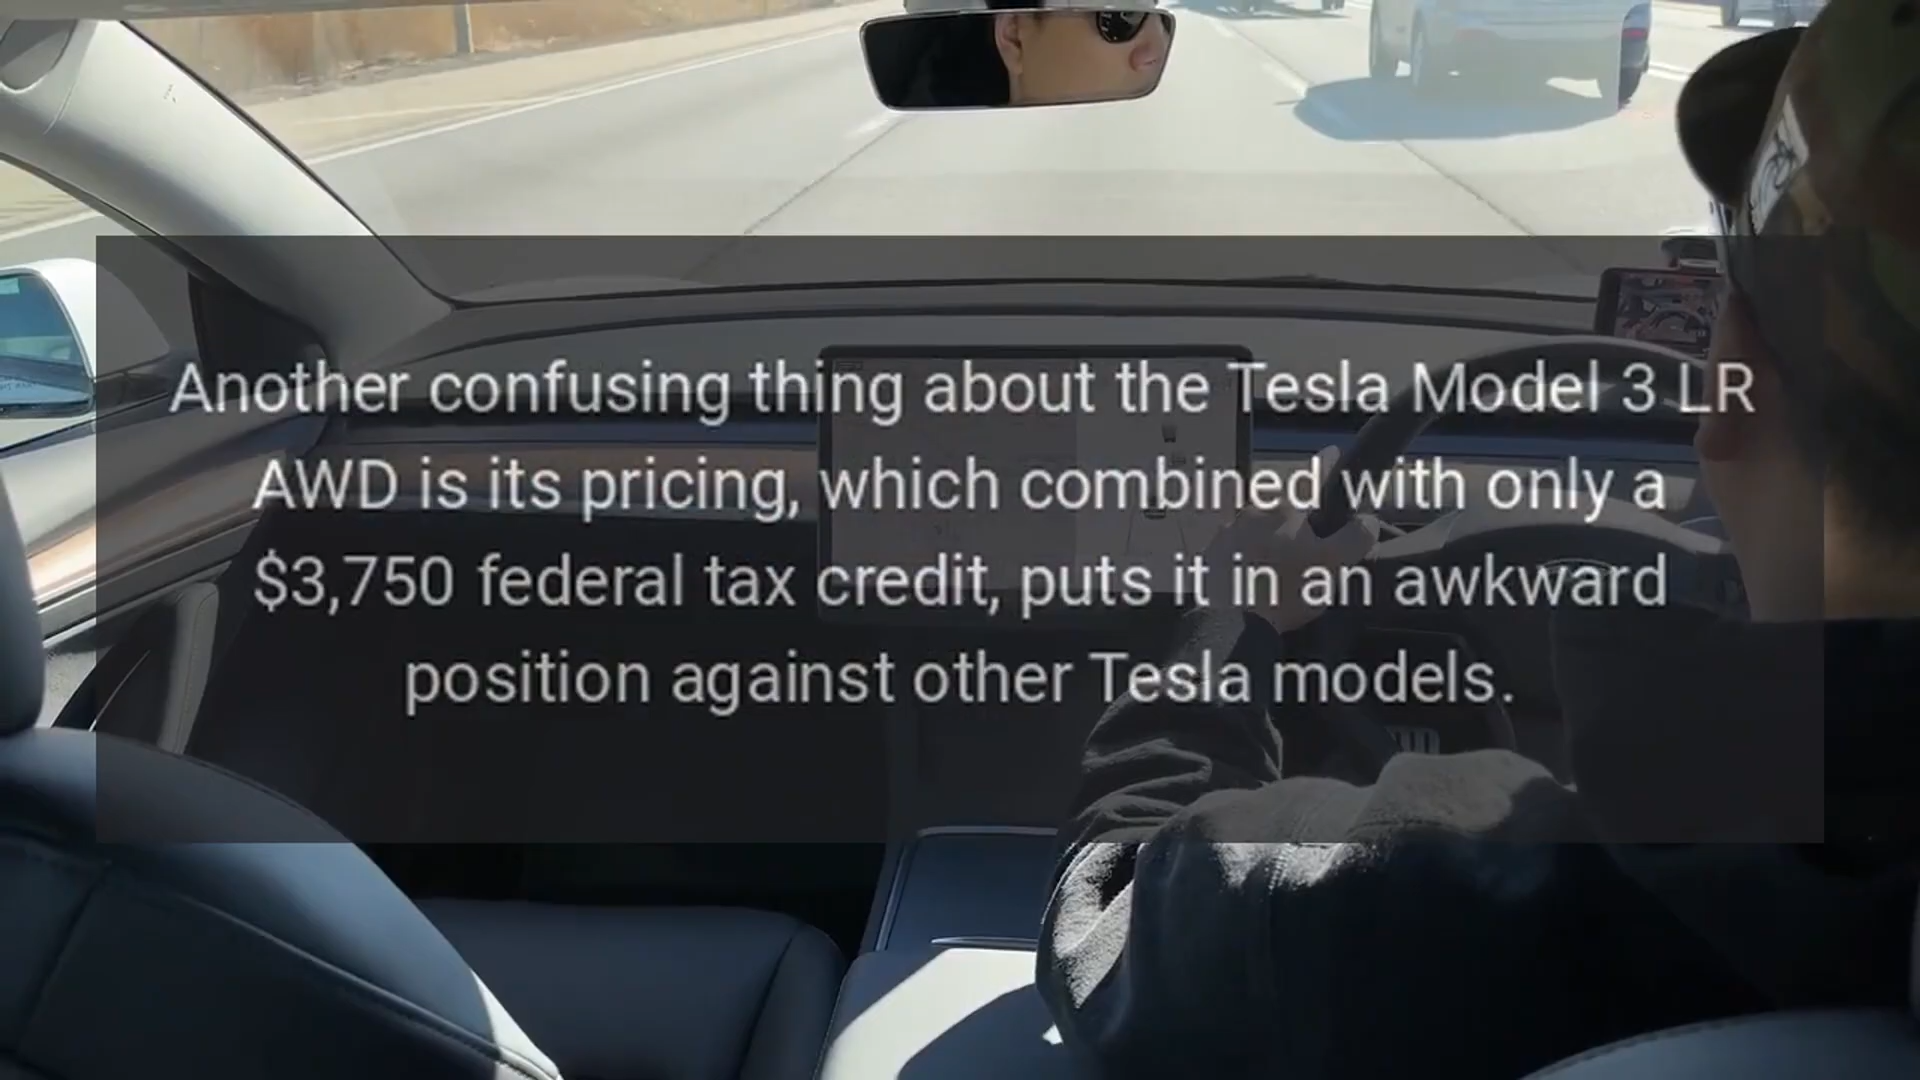 Another confusing thing about the Tesla Model 3 LR
AWD is its pricing, which combined with only a
$3,750 federal tax credit, puts it in an awkward
position against other Tesla models.